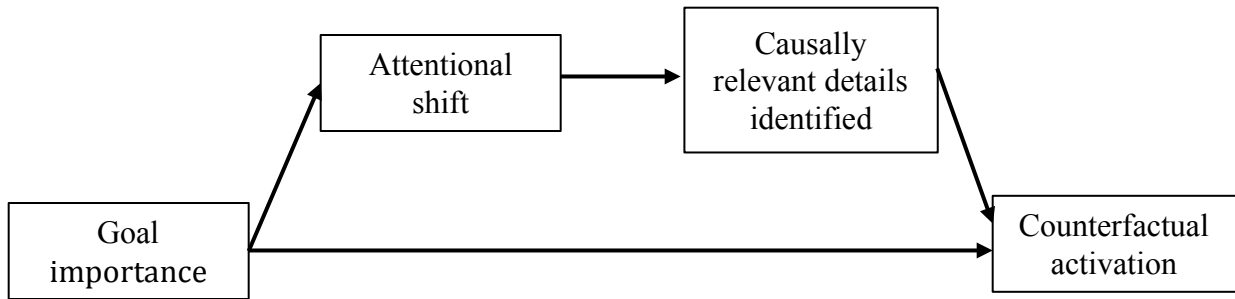 Attentional
shift
Causally
relevant details
identified
Goal
importance
Counterfactual
activation